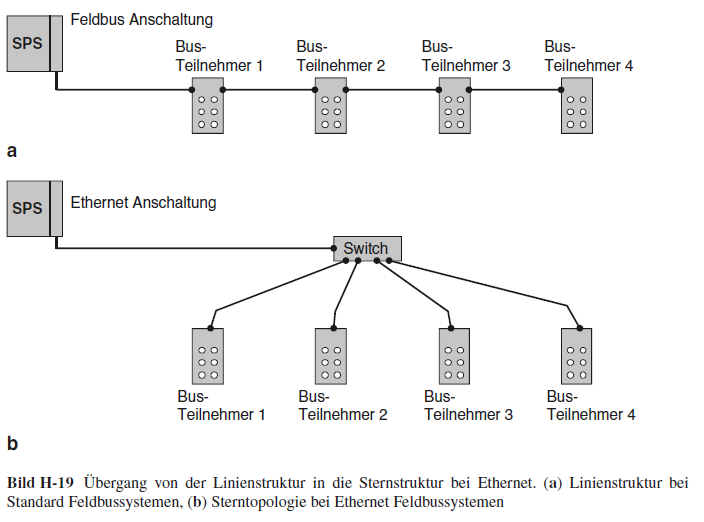 Feldbus Anschaltung
SPS
Bus-
Teilnehmer 1
Bus-
Teilnehmer 2
Bus-
Teilnehmer 3
Bus-
Teilnehmer 4
a
Ethernet Anschaltung
SPS
Switch
Bus-
Teilnehmer 1
Bus-
Teilnehmer 2
Bus-
Teilnehmer 3
Bus-
Teilnehmer 4
b
Bild H-19 Übergang von der Linienstruktur in die Sternstruktur bei Ethernet. (a) Linienstruktur bei
Standard Feldbussystemen, (b) Sterntopologie bei Ethernet Feldbussystemen